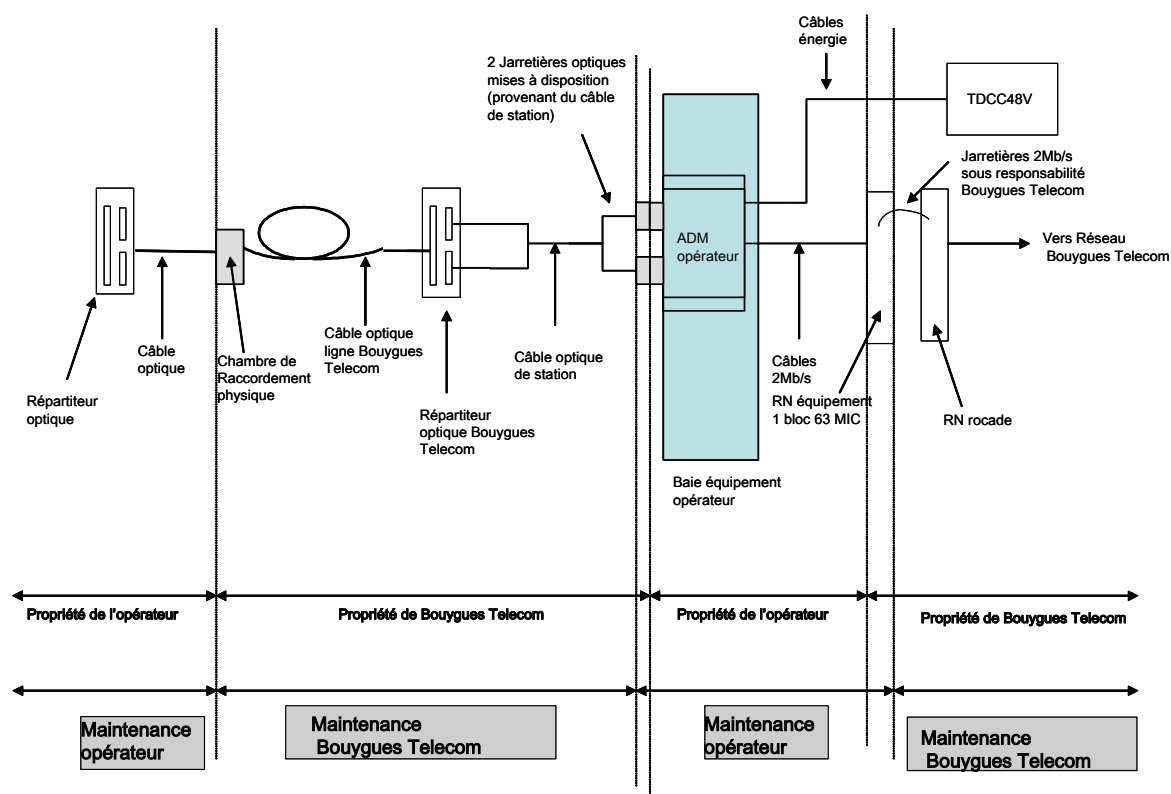 Câbles
énergie
2 Jarretières optiques
mises à disposition
(provenant du câble
de station)
TDCC48V
Jarretières 2Mb/s
sous responsabilité
Bouygues Telecom
ADM
opérateur
Vers Réseau
Bouygues Telecom
Câble
optique
Chambre de
Raccordement
physique
Câble optique
ligne Bouygues
Telecom
Câble optique
de station
Câbles
2Mb/s
RN équipement
1 bloc 63 MIC
RN rocade
Répartiteur
optique
Répartiteur
optique Bouygues
Telecom
Baie équipement
opérateur
Propriété de l'opérateur
Propriété de Bouygues Telecom
Propriété de l'opérateur
Propriété de Bouygues Telecom
Maintenance
opérateur
Maintenance
Bouygues Telecom
Maintenance
opérateur
Maintenance
Bouygues Telecom